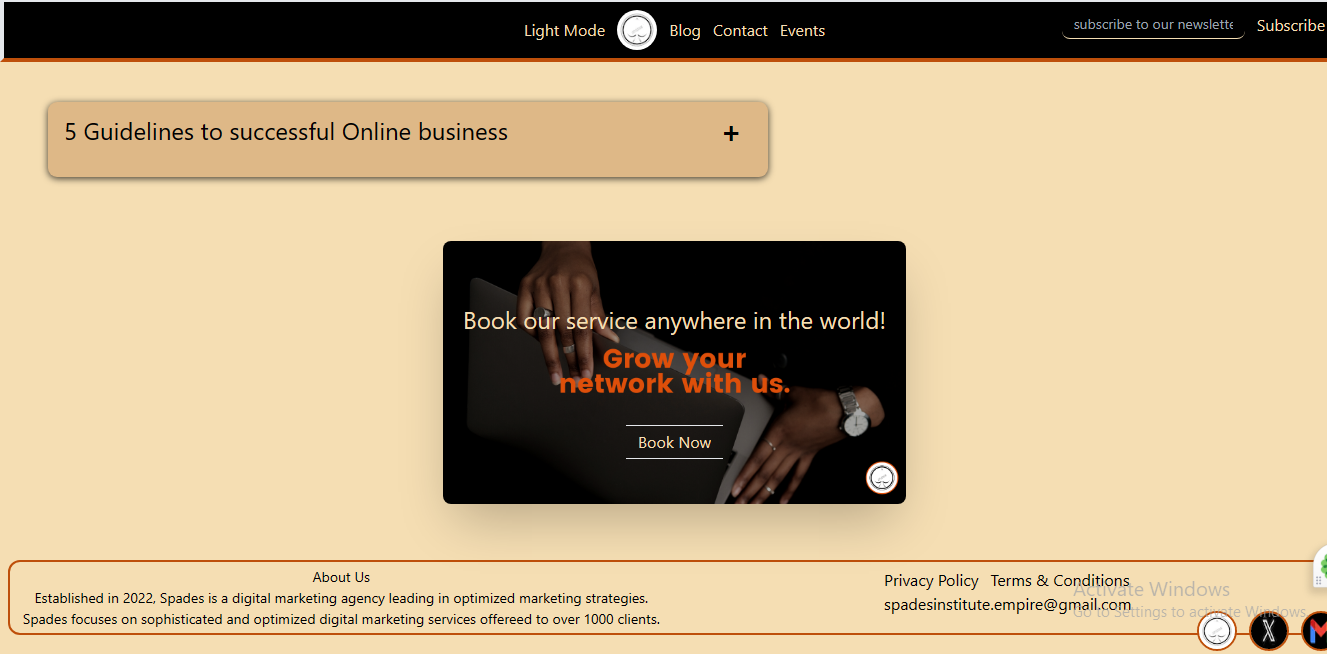 Light Mode Blog Contact Events subscribe to our newslette Subscribe
5 Guidelines to successful Online business +
Book our service anywhere in the world!
Grow your
network with us.
Book Now
About Us
Established in 2022, Spades is a digital marketing agency leading in optimized marketing strategies.
Spades focuses on sophisticated and optimized digital marketing services offereed to over 1000 clients.
Privacy Policy Terms & Conditions
spadesinstitute.empire@gmail.com
Activate Windows
Go to Settings to activate Windows.
X